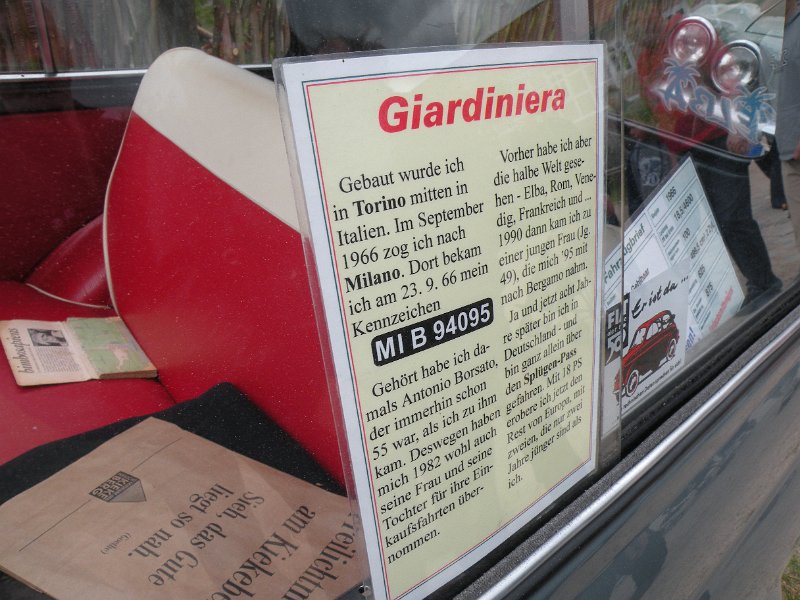 Giardiniera
Gebaut wurde ich
in Torino mitten in
Italien. Im September
1966 zog ich nach
Milano. Dort bekam
ich am 23. 9. 66 mein
Kennzeichen
MI B 94095
Gehört habe ich da-
mals Antonio Borsato,
der immerhin schon
55 war, als ich zu ihm
kam. Deswegen haben
mich 1982 wohl auch
seine Frau und seine
Tochter für ihre Ein-
kaufsfahrten über-
nommen.
Vorher habe ich aber
die halbe Welt gese-
hen - Elba, Rom, Vene-
dig, Frankreich und ...
1990 dann kam ich zu
einer jungen Frau (Jg.
49), die mich '95 mit
nach Bergamo nahm.
Ja und jetzt acht Jah-
re später bin ich in
Deutschland - und
bin ganz allein über
den Splügen-Pass
gefahren. Mit 18 PS
erobere ich jetzt den
Rest von Europa, mit
zweien, die nur zwei
Jahre jünger sind als
ich.
ELBA
1966
Er ist da ...
Sieh, das Gute
liegt so nah.
(Goethe)
am Kiekebe